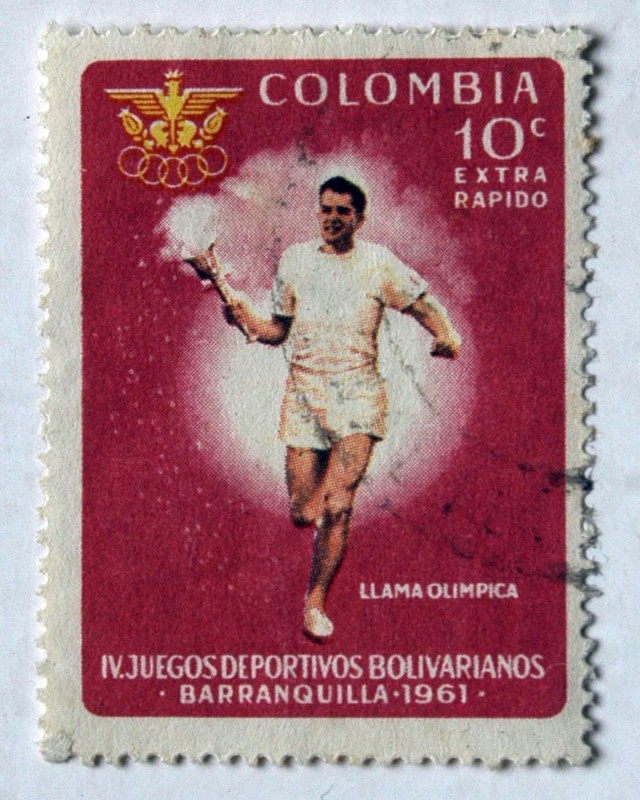 COLOMBIA
10c
EXTRA
RAPIDO
LLAMA OLIMPICA
IV. JUEGOS DEPORTIVOS BOLIVARIANOS
· BARRANQUILLA · 1961 ·